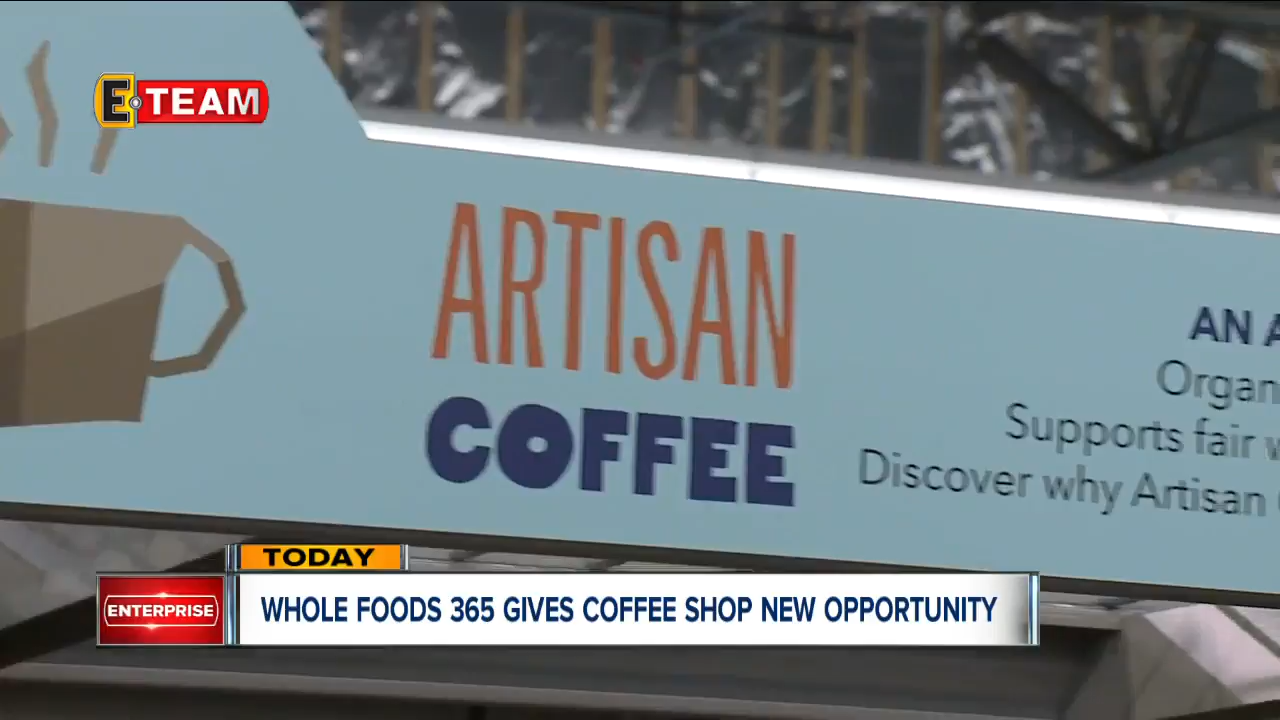 E TEAM
ARTISAN
COFFEE
AN
Supports fair
Discover why Artisan
TODAY
ENTERPRISE
WHOLE FOODS 365 GIVES COFFEE SHOP NEW OPPORTUNITY